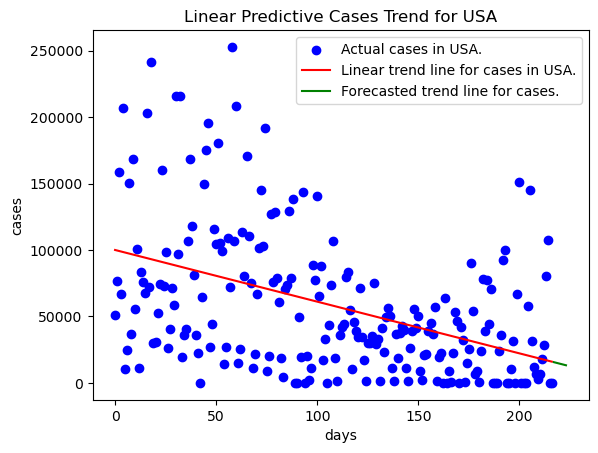 Linear Predictive Cases Trend for USA
Actual cases in USA.
Linear trend line for cases in USA.
Forecasted trend line for cases.
250000
200000
150000
100000
50000
0
cases
0 50 100 150 200
days